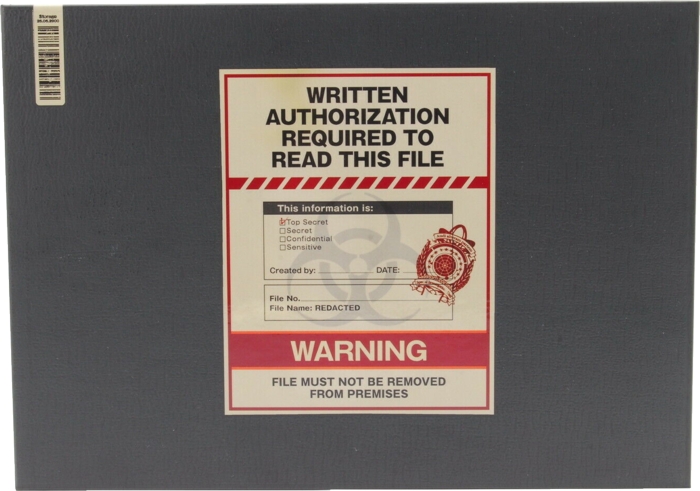 WRITTEN
AUTHORIZATION
REQUIRED TO
READ THIS FILE
This information is:
Top Secret
Secret
Confidential
Sensitive
Created by:
DATE:
File No.
File Name: REDACTED
WARNING
FILE MUST NOT BE REMOVED
FROM PREMISES